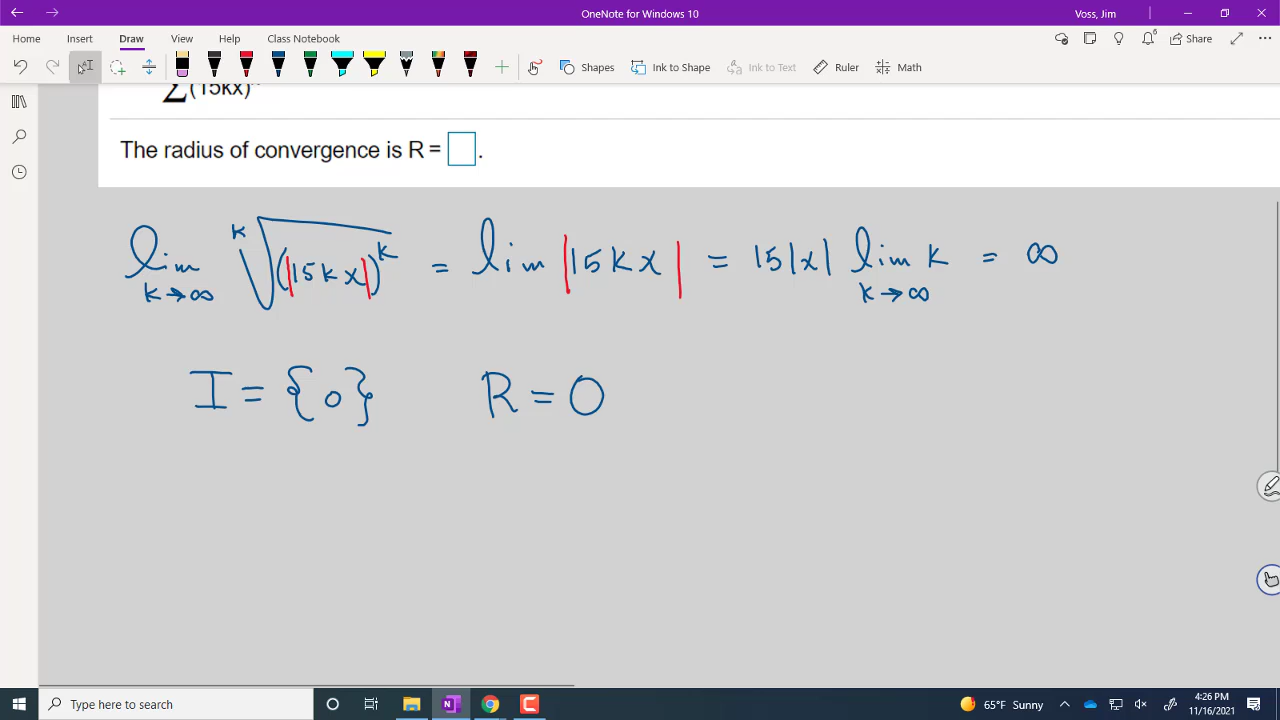 OneNote for Windows 10
Voss, Jim
Home Insert Draw View Help Class Notebook
Share
Shapes Ink to Shape Ink to Text Ruler Math
∑(15kx)
The radius of convergence is R = .
lim k→∞ ᵏ√(|15kx|)ᵏ = lim |15kx| = 15|x| lim k→∞ k = ∞
I = {0} R = 0
Type here to search
65°F Sunny
4:26 PM
11/16/2021